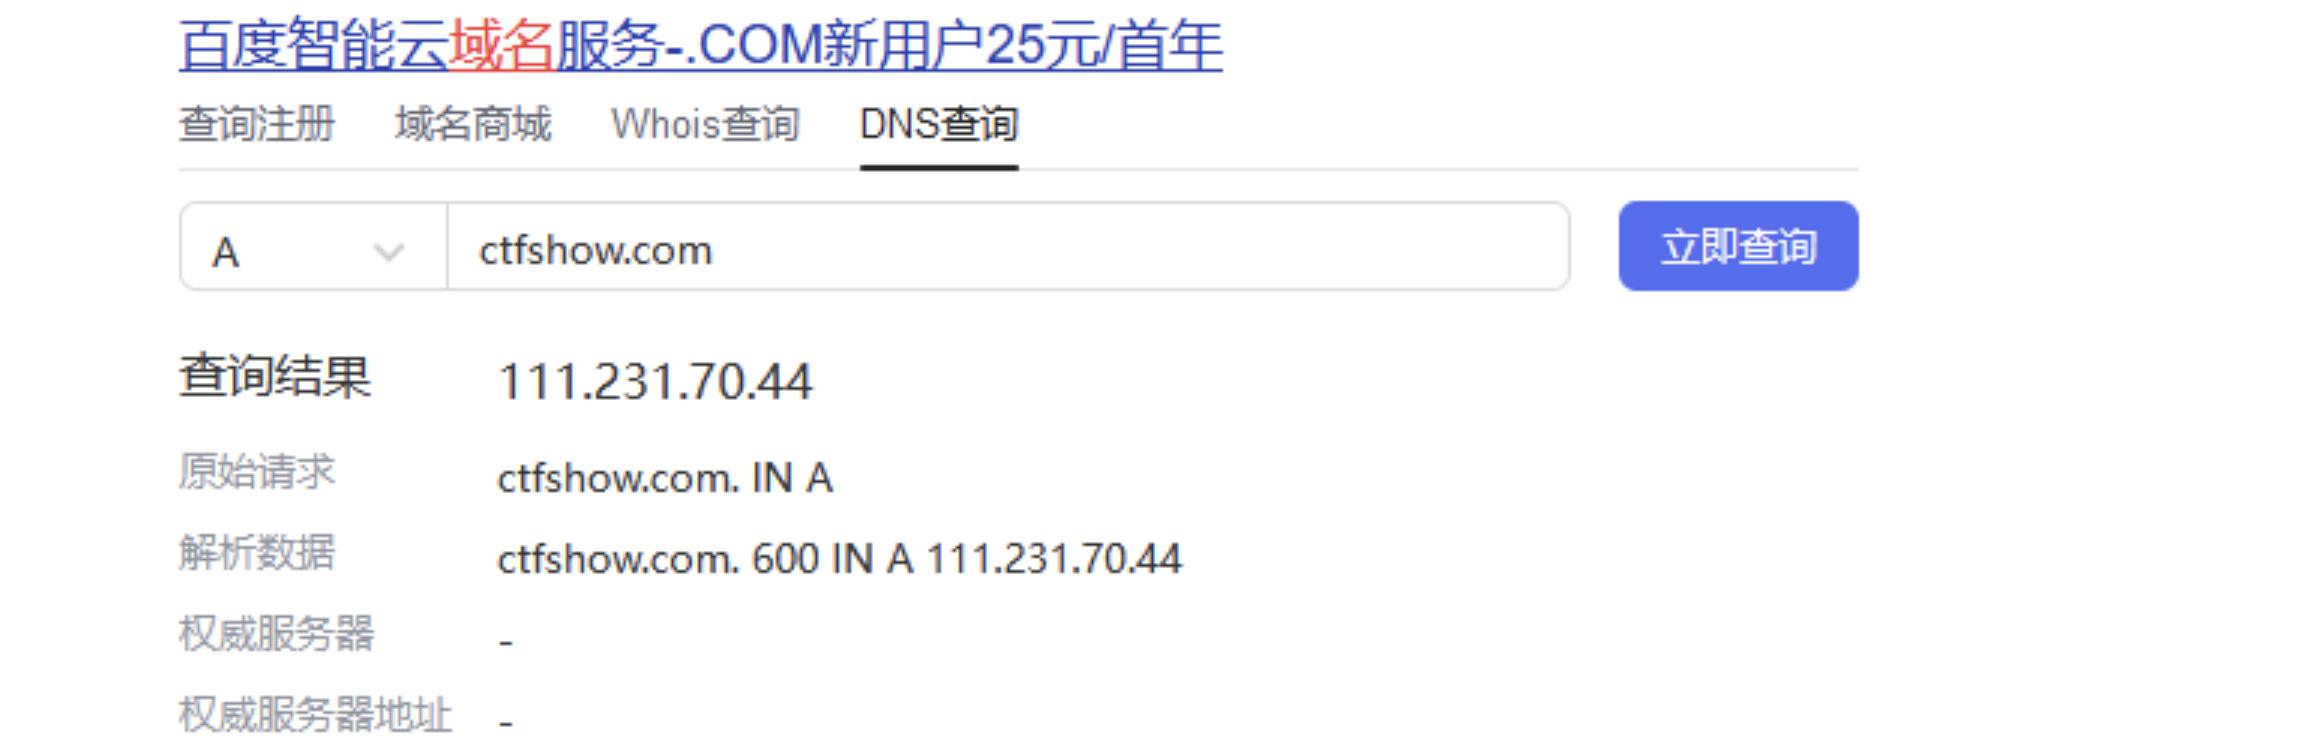 百度智能云域名服务-.COM新用户25元/首年
查询注册 域名商城 Whois查询 DNS查询
A ctfshow.com 立即查询
查询结果 111.231.70.44
原始请求 ctfshow.com. IN A
解析数据 ctfshow.com. 600 IN A 111.231.70.44
权威服务器 -
权威服务器地址 -